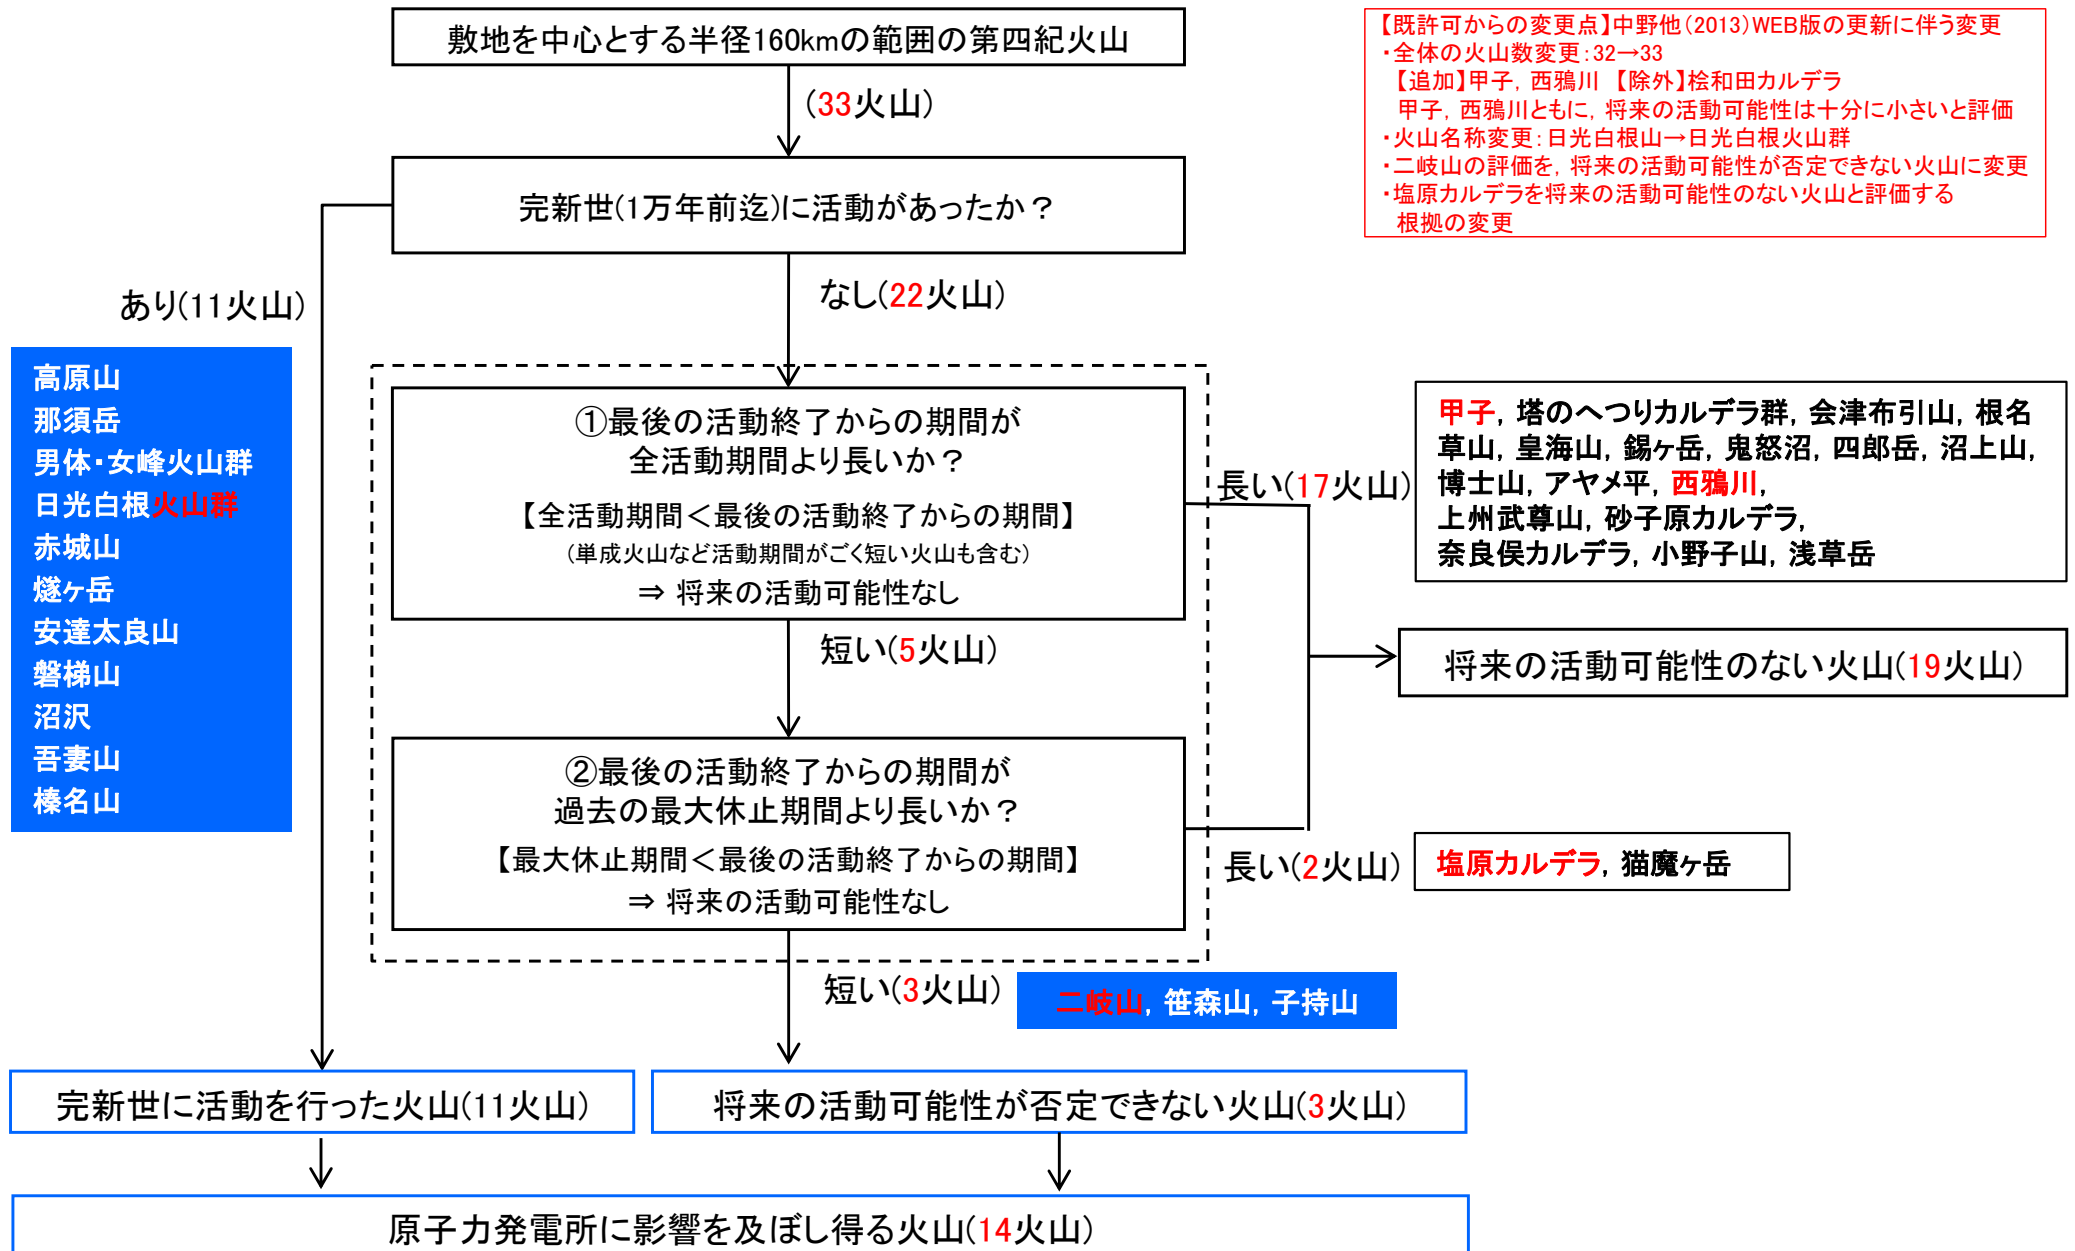 敷地を中心とする半径160kmの範囲の第四紀火山
【既許可からの変更点】中野他(2013)WEB版の更新に伴う変更
・全体の火山数変更:32→33
【追加】甲子, 西鴉川 【除外】桧和田カルデラ
甲子, 西鴉川ともに, 将来の活動可能性は十分に小さいと評価
・火山名称変更:日光白根山→日光白根火山群
・二岐山の評価を, 将来の活動可能性が否定できない火山に変更
・塩原カルデラを将来の活動可能性のない火山と評価する
根拠の変更
(33火山)
完新世(1万年前迄)に活動があったか？
あり(11火山)
なし(22火山)
高原山
那須岳
男体・女峰火山群
日光白根火山群
赤城山
燧ヶ岳
安達太良山
磐梯山
沼沢
吾妻山
榛名山
①最後の活動終了からの期間が
全活動期間より長いか？
【全活動期間＜最後の活動終了からの期間】
(単成火山など活動期間がごく短い火山も含む)
⇒ 将来の活動可能性なし
長い(17火山)
甲子, 塔のへつりカルデラ群, 会津布引山, 根名
草山, 皇海山, 錫ヶ岳, 鬼怒沼, 四郎岳, 沼上山,
博士山, アヤメ平, 西鴉川,
上州武尊山, 砂子原カルデラ,
奈良俣カルデラ, 小野子山, 浅草岳
短い(5火山)
将来の活動可能性のない火山(19火山)
②最後の活動終了からの期間が
過去の最大休止期間より長いか？
【最大休止期間＜最後の活動終了からの期間】
⇒ 将来の活動可能性なし
長い(2火山)
塩原カルデラ, 猫魔ヶ岳
短い(3火山)
二岐山, 笹森山, 子持山
完新世に活動を行った火山(11火山)
将来の活動可能性が否定できない火山(3火山)
原子力発電所に影響を及ぼし得る火山(14火山)